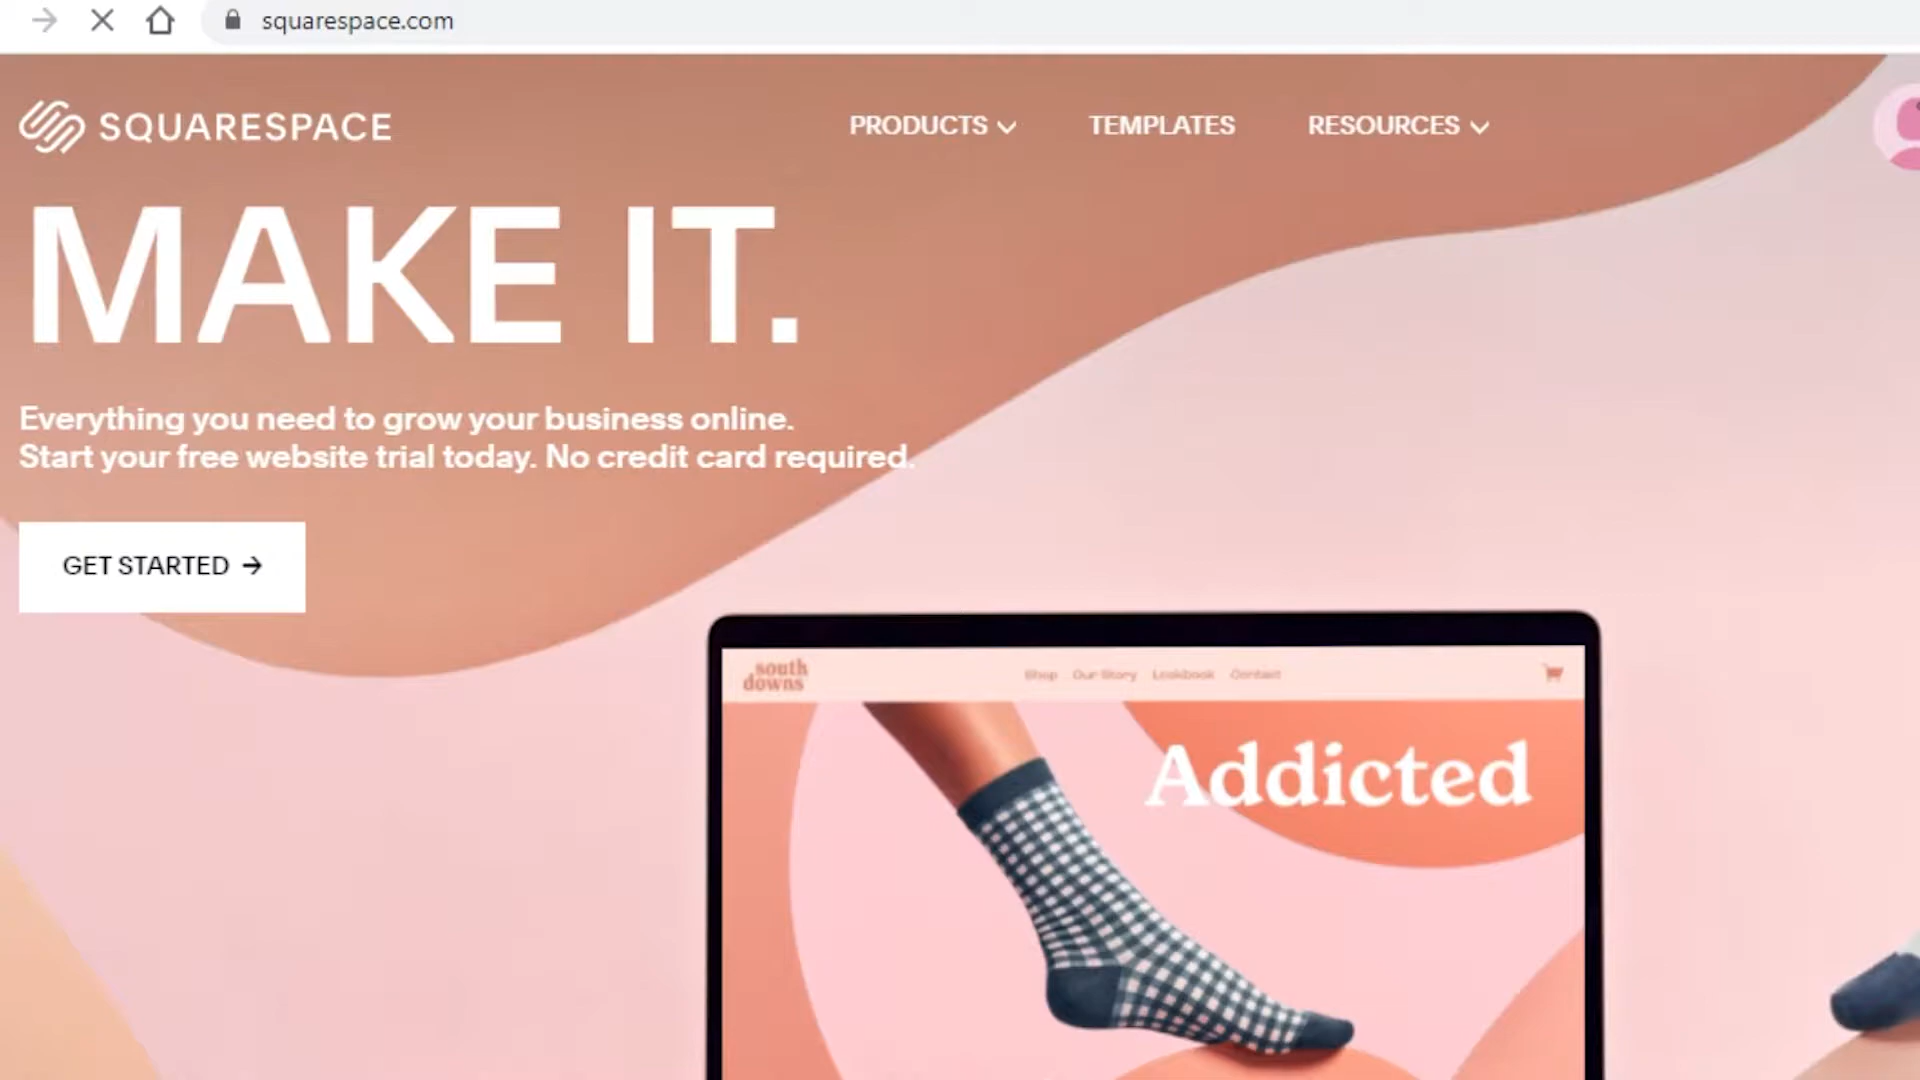 squarespace.com
SQUARESPACE
PRODUCTS
TEMPLATES
RESOURCES
MAKE IT.
Everything you need to grow your business online.
Start your free website trial today. No credit card required.
GET STARTED →
south
downs
Shop
Our Story
Lookbook
Contact
Addicted